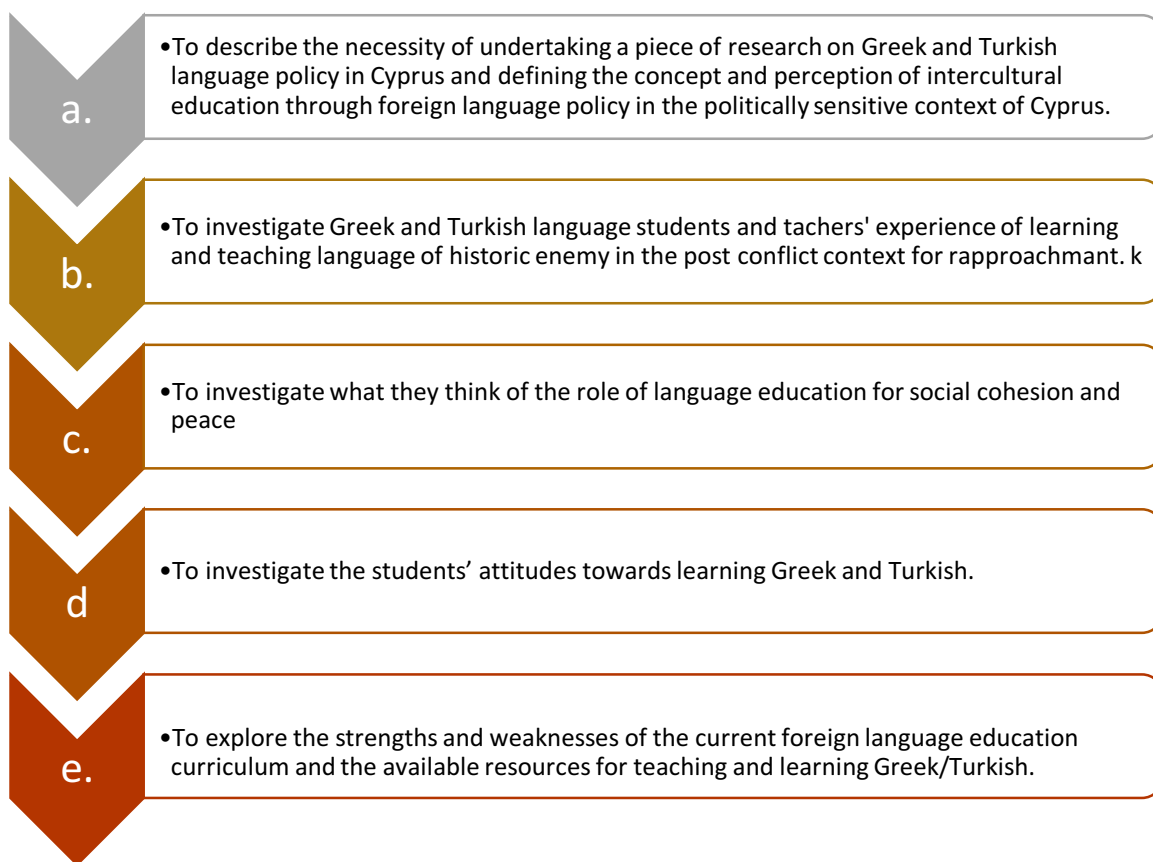 a.
•To describe the necessity of undertaking a piece of research on Greek and Turkish
language policy in Cyprus and defining the concept and perception of intercultural
education through foreign language policy in the politically sensitive context of Cyprus.
b.
•To investigate Greek and Turkish language students and tachers' experience of learning
and teaching language of historic enemy in the post conflict context for rapproachmant. k
c.
•To investigate what they think of the role of language education for social cohesion and
peace
d
•To investigate the students’ attitudes towards learning Greek and Turkish.
e.
•To explore the strengths and weaknesses of the current foreign language education
curriculum and the available resources for teaching and learning Greek/Turkish.